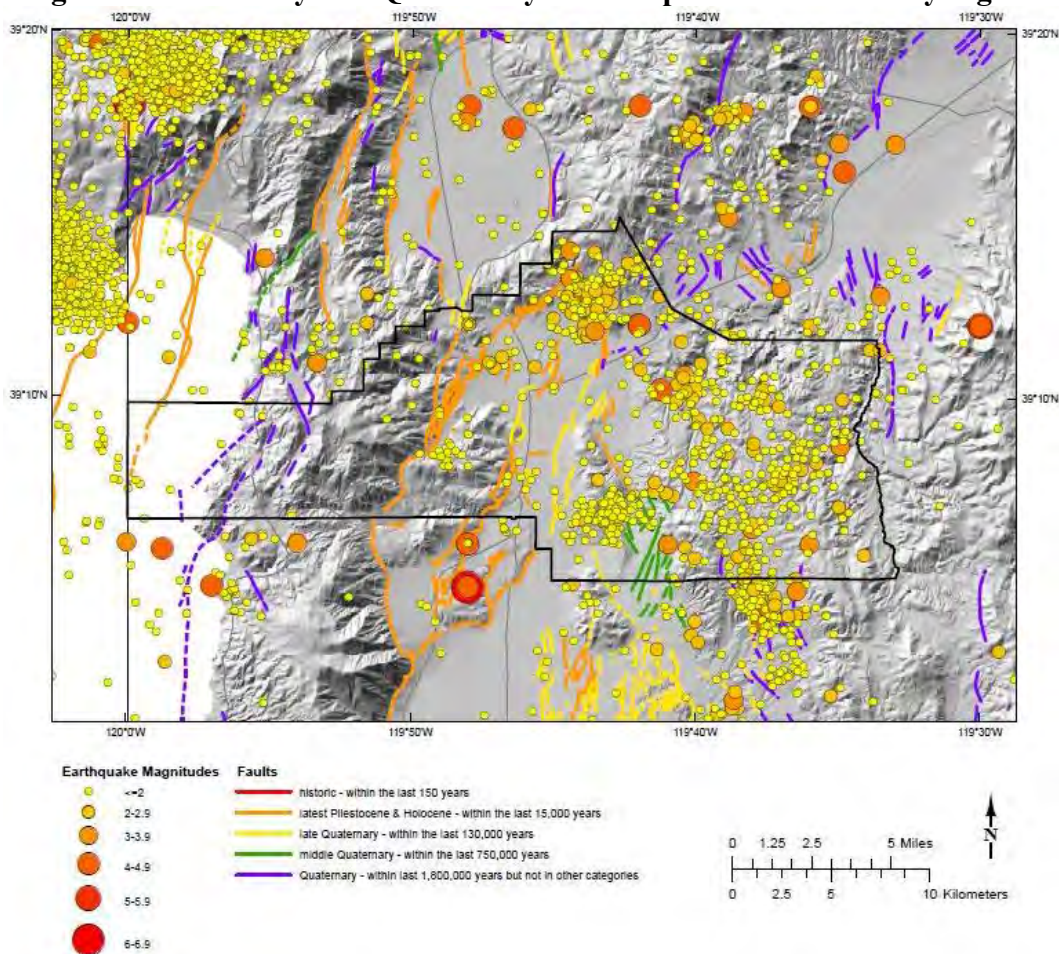 120°0'W 119°50'W 119°40'W 119°30'W
39°20'N 39°20'N
39°10'N 39°10'N
120°0'W 119°50'W 119°40'W 119°30'W
Earthquake Magnitudes
<=2
2-2.9
3-3.9
4-4.9
5-5.9
6-6.9
Faults
historic - within the last 150 years
latest Pliestocene & Holocene - within the last 15,000 years
late Quaternary - within the last 130,000 years
middle Quaternary - within the last 750,000 years
Quaternary - within last 1,800,000 years but not in other categories
N
0 1.25 2.5 5 Miles
0 2.5 5 10 Kilometers